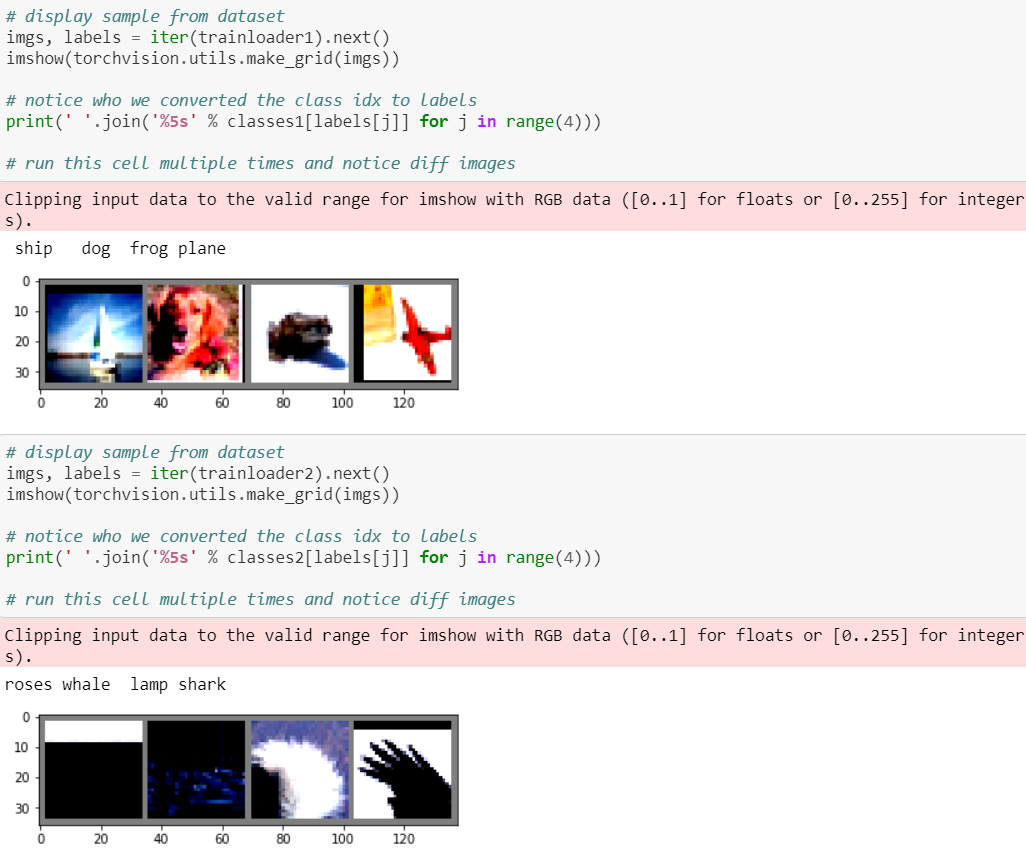 # display sample from dataset
imgs, labels = iter(trainloader1).next()
imshow(torchvision.utils.make_grid(imgs))
# notice who we converted the class idx to labels
print(' '.join('%5s' % classes1[labels[j]] for j in range(4)))
# run this cell multiple times and notice diff images
Clipping input data to the valid range for imshow with RGB data ([0..1] for floats or [0..255] for integer
s).
ship   dog  frog plane
0
10
20
30
0 20 40 60 80 100 120
# display sample from dataset
imgs, labels = iter(trainloader2).next()
imshow(torchvision.utils.make_grid(imgs))
# notice who we converted the class idx to labels
print(' '.join('%5s' % classes2[labels[j]] for j in range(4)))
# run this cell multiple times and notice diff images
Clipping input data to the valid range for imshow with RGB data ([0..1] for floats or [0..255] for integer
s).
roses whale  lamp shark
0
10
20
30
0 20 40 60 80 100 120